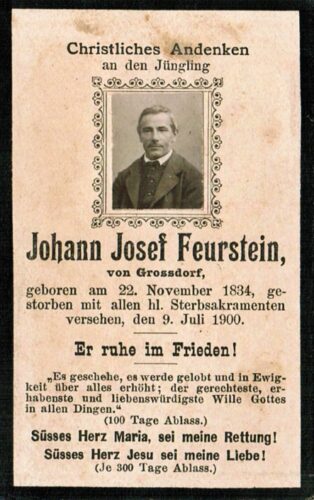 Christliches Andenken
an den Jüngling
Johann Josef Feurstein,
von Grossdorf,
geboren am 22. November 1834, ge-
storben mit allen hl. Sterbsakramenten
versehen, den 9. Juli 1900.
Er ruhe im Frieden!
„Es geschehe, es werde gelobt und in Ewig-
keit über alles erhöht; der gerechteste, er-
habenste und liebenswürdigste Wille Gottes
in allen Dingen."
(100 Tage Ablass.)
Süsses Herz Maria, sei meine Rettung!
Süsses Herz Jesu sei meine Liebe!
(Je 300 Tage Ablass.)